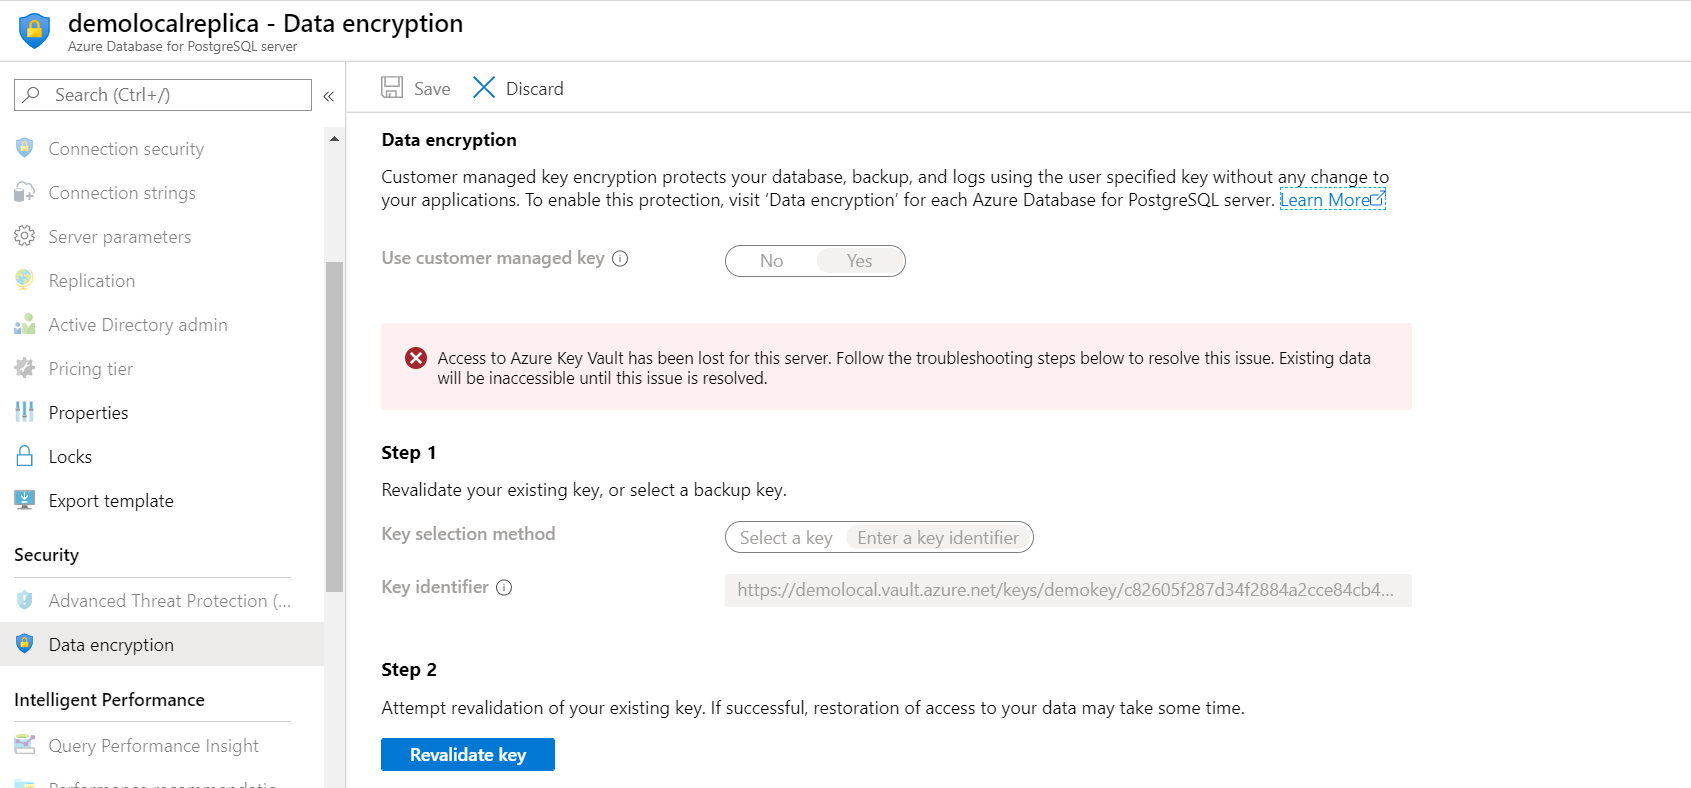 demolocalreplica - Data encryption
Azure Database for PostgreSQL server
Search (Ctrl+/)
«
Connection security
Connection strings
Server parameters
Replication
Active Directory admin
Pricing tier
Properties
Locks
Export template
Security
Advanced Threat Protection (...
Data encryption
Intelligent Performance
Query Performance Insight
Save
Discard
Data encryption
Customer managed key encryption protects your database, backup, and logs using the user specified key without any change to
your applications. To enable this protection, visit ‘Data encryption’ for each Azure Database for PostgreSQL server. Learn More
Use customer managed key
No Yes
Access to Azure Key Vault has been lost for this server. Follow the troubleshooting steps below to resolve this issue. Existing data
will be inaccessible until this issue is resolved.
Step 1
Revalidate your existing key, or select a backup key.
Key selection method
Select a key Enter a key identifier
Key identifier
https://demolocal.vault.azure.net/keys/demokey/c82605f287d34f2884a2cce84cb4...
Step 2
Attempt revalidation of your existing key. If successful, restoration of access to your data may take some time.
Revalidate key